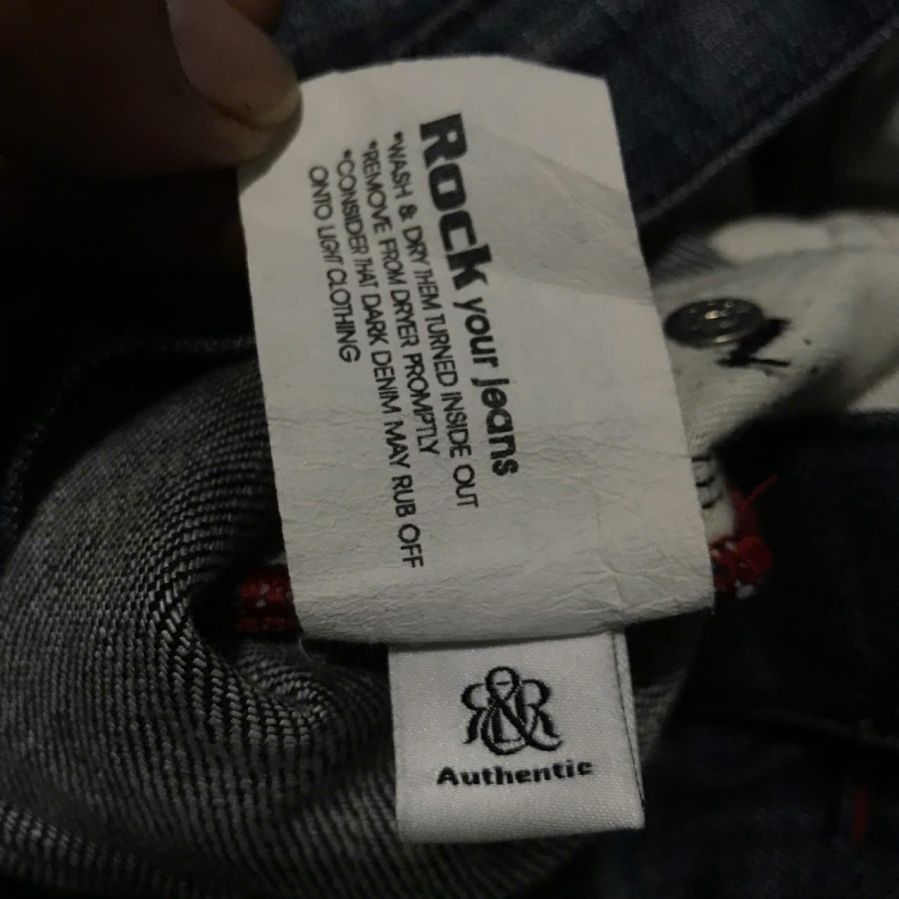 Rock your jeans
*WASH & DRY THEM TURNED INSIDE OUT
*REMOVE FROM DRYER PROMPTLY
*CONSIDER THAT DARK DENIM MAY RUB OFF
ONTO LIGHT CLOTHING
R&R
Authentic